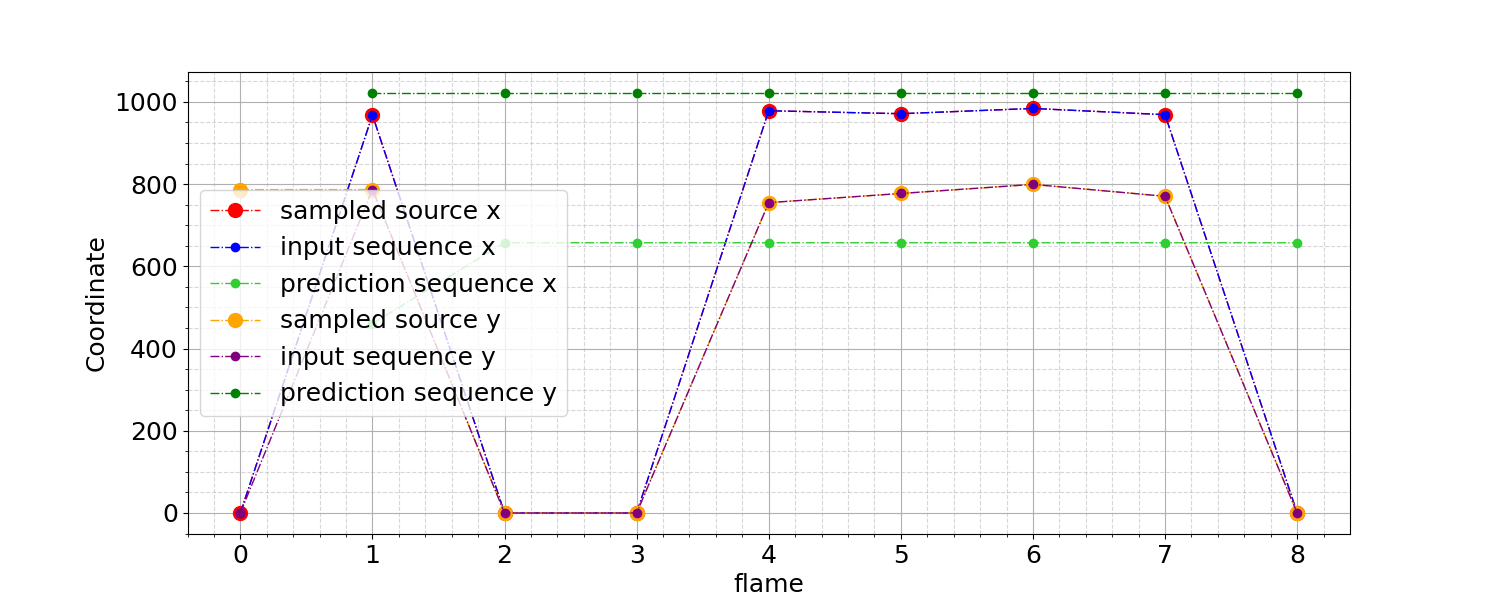 1000
800
600
400
200
0
Coordinate
sampled source x
input sequence x
prediction sequence x
sampled source y
input sequence y
prediction sequence y
0 1 2 3 4 5 6 7 8
flame